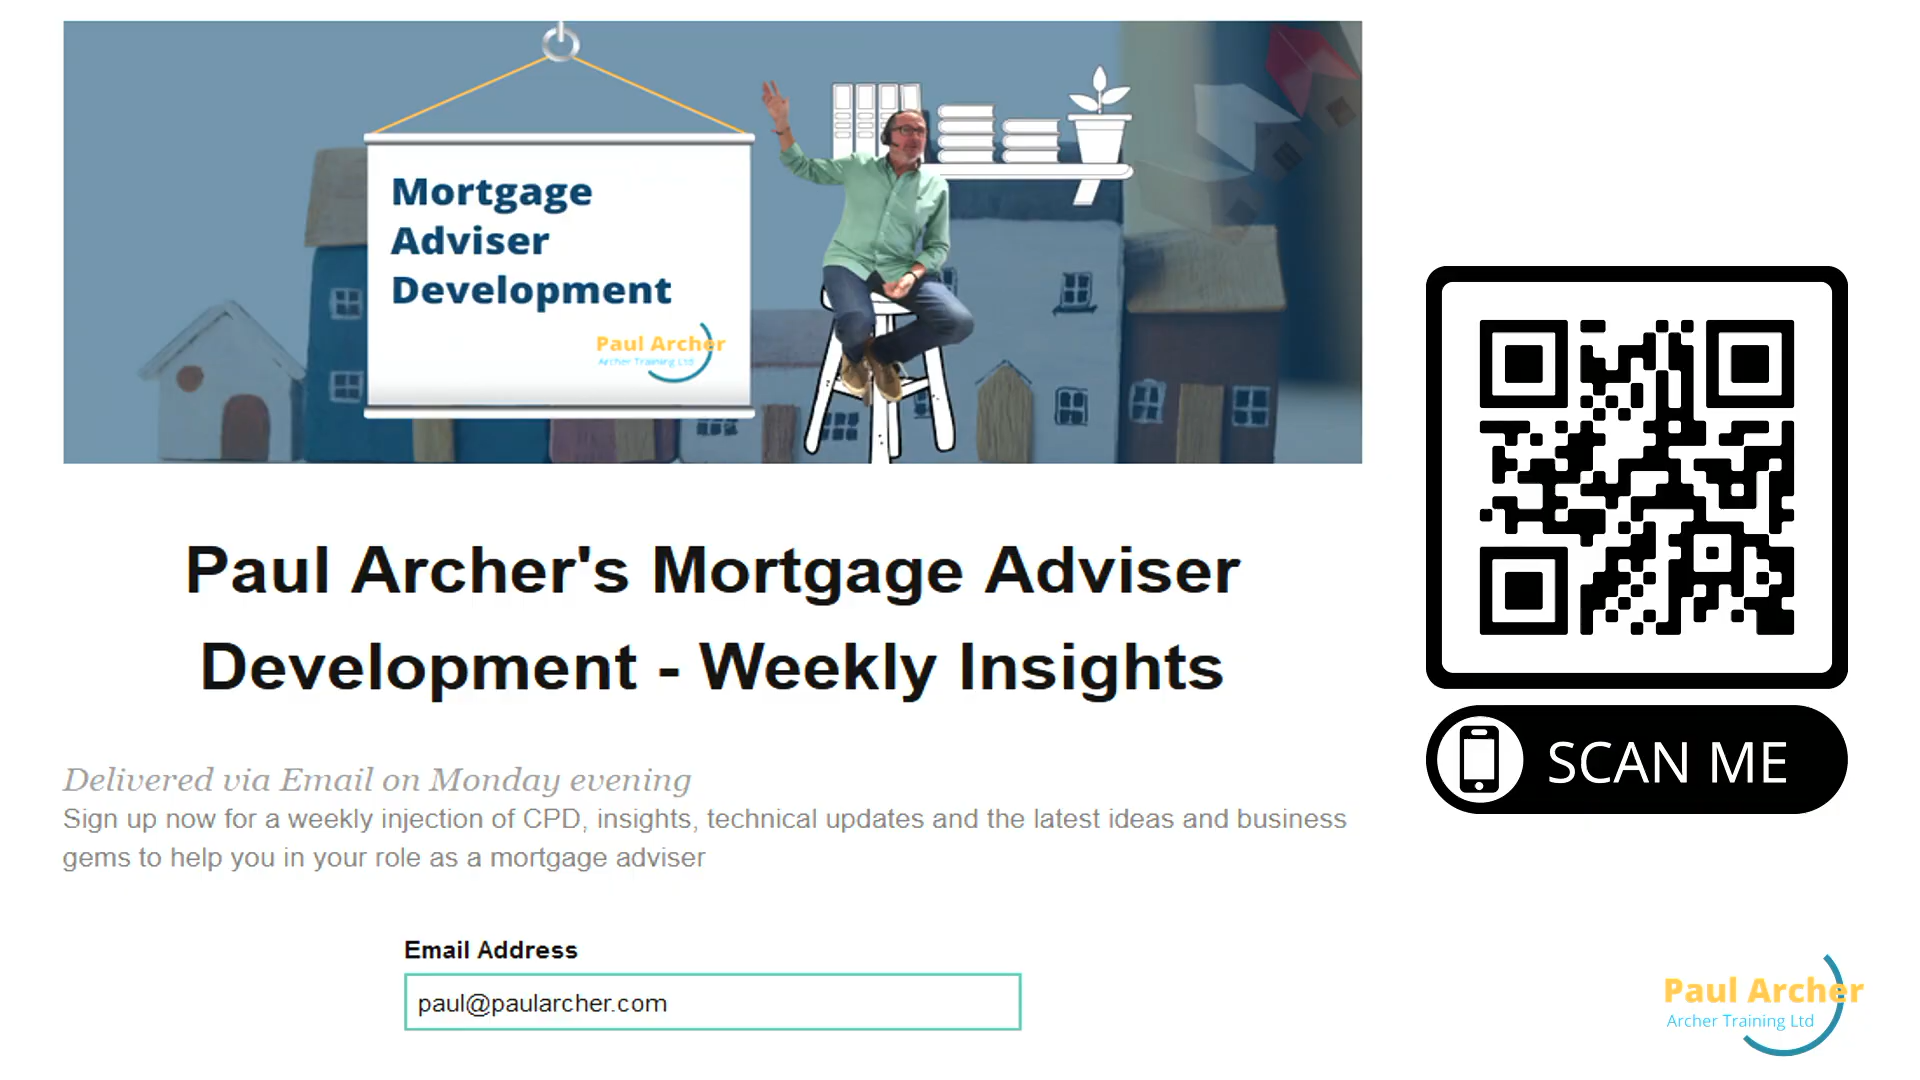 Mortgage
Adviser
Development
Paul Archer
Archer Training Ltd
Paul Archer's Mortgage Adviser
Development - Weekly Insights
Delivered via Email on Monday evening
Sign up now for a weekly injection of CPD, insights, technical updates and the latest ideas and business
gems to help you in your role as a mortgage adviser
Email Address
paul@paularcher.com
SCAN ME
Paul Archer
Archer Training Ltd